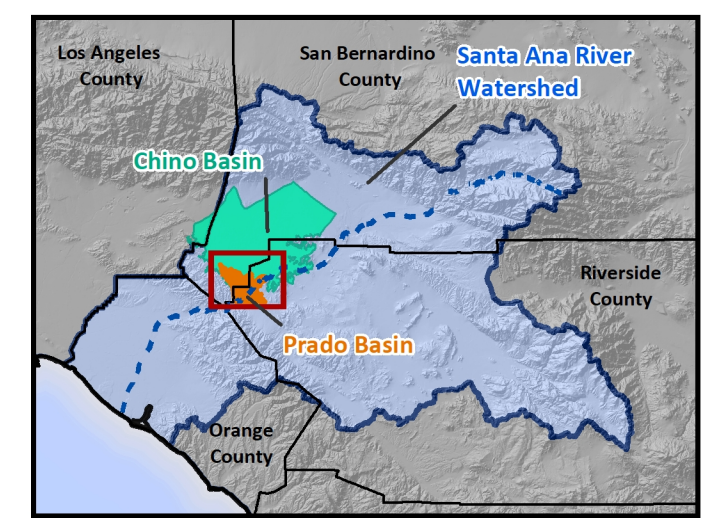 Los Angeles
County
San Bernardino
County
Santa Ana River
Watershed
Chino Basin
Riverside
County
Prado Basin
Orange
County